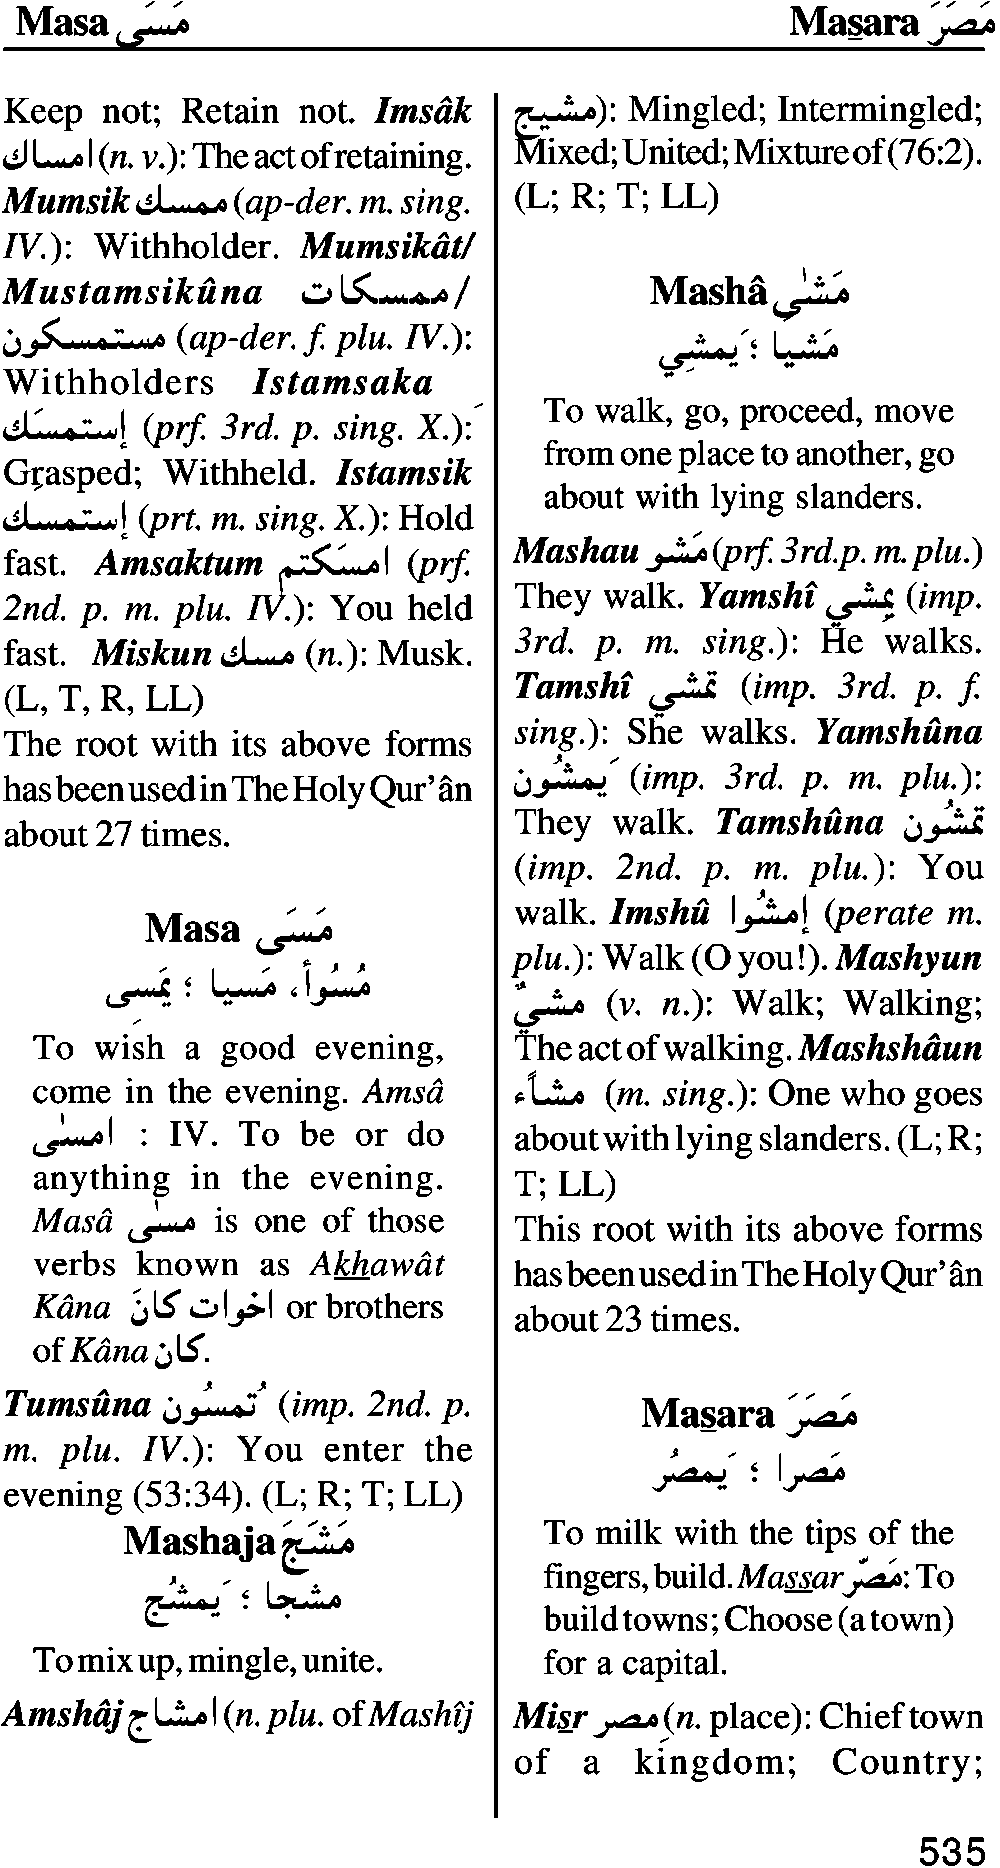 Masa مَسَى Masara مَصَرَ
Keep not; Retain not. Imsâk
امساك (n. v.): The act of retaining.
Mumsik ممسك (ap-der. m. sing.
IV.): Withholder. Mumsikât/
Mustamsikûna ممسكات/
مستمسكون (ap-der. f. plu. IV.):
Withholders Istamsaka
إستمسَك (prf. 3rd. p. sing. X.):
Grasped; Withheld. Istamsik
إستمسِك (prt. m. sing. X.): Hold
fast. Amsaktum امسَكتم (prf.
2nd. p. m. plu. IV.): You held
fast. Miskun مسك (n.): Musk.
(L, T, R, LL)
The root with its above forms
has been used in The Holy Qur’ân
about 27 times.
Masa مَسَى
مُسُوأ، مَسيا ؛ يَمسِى
To wish a good evening,
come in the evening. Amsâ
امسىٰ : IV. To be or do
anything in the evening.
Masâ مسىٰ is one of those
verbs known as Akhawât
Kâna اخوات كانَ or brothers
of Kâna كان.
Tumsûna تُمسُون (imp. 2nd. p.
m. plu. IV.): You enter the
evening (53:34). (L; R; T; LL)
Mashaja مَشَجَ
مشجا ؛ يَمشُج
To mix up, mingle, unite.
Amshâj امشاج (n. plu. of Mashîj
مشيج): Mingled; Intermingled;
Mixed; United; Mixture of (76:2).
(L; R; T; LL)
Mashâ مَشىٰ
مَشيا ؛ يَمشِي
To walk, go, proceed, move
from one place to another, go
about with lying slanders.
Mashau مَشو (prf. 3rd.p. m. plu.)
They walk. Yamshî يمشي (imp.
3rd. p. m. sing.): He walks.
Tamshî تمشي (imp. 3rd. p. f.
sing.): She walks. Yamshûna
يَمشُون (imp. 3rd. p. m. plu.):
They walk. Tamshûna تمشُون
(imp. 2nd. p. m. plu.): You
walk. Imshû إمشُوا (perate m.
plu.): Walk (O you!). Mashyun
مشيٌ (v. n.): Walk; Walking;
The act of walking. Mashshâun
مشآء (m. sing.): One who goes
about with lying slanders. (L; R;
T; LL)
This root with its above forms
has been used in The Holy Qur’ân
about 23 times.
Masara مَصَرَ
مَصرا ؛ يَمصُر
To milk with the tips of the
fingers, build. Massar مَصّر: To
build towns; Choose (a town)
for a capital.
Misr مِصر (n. place): Chief town
of a kingdom; Country;
535